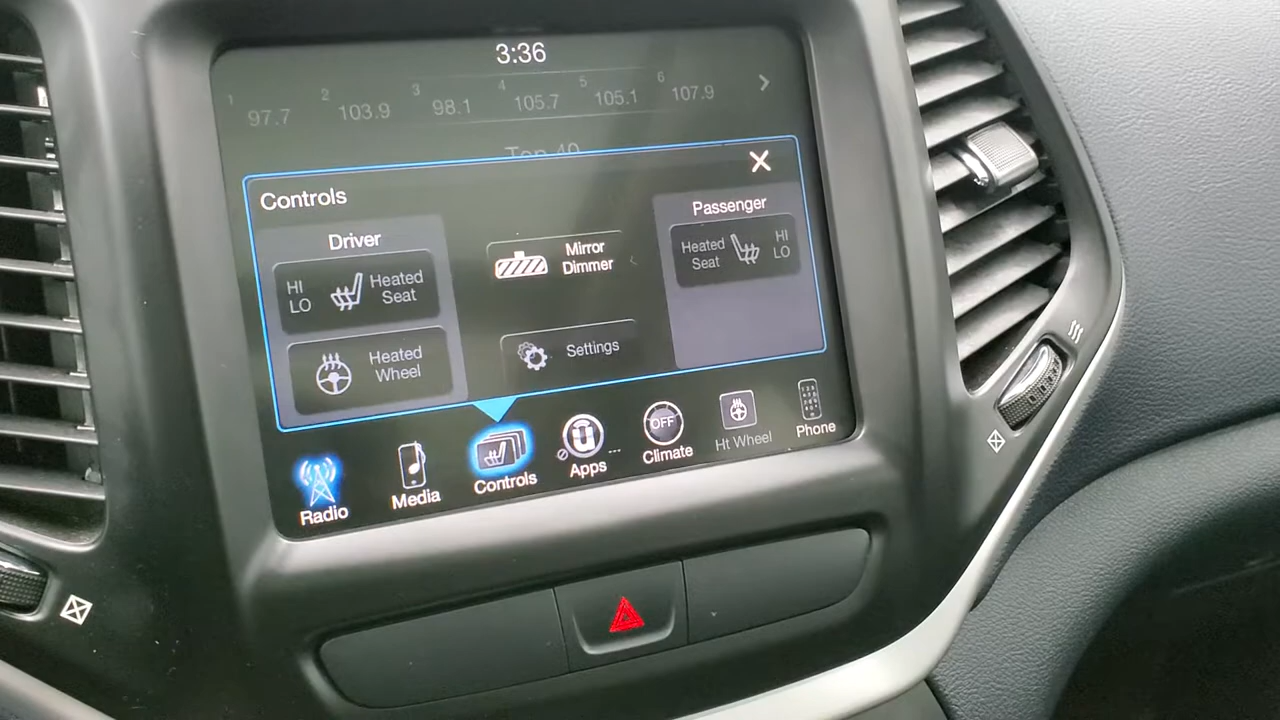 3:36
1 97.7 2 103.9 3 98.1 4 105.7 5 105.1 6 107.9
Top 40
Controls
Driver
HI
LO
Heated
Seat
Heated
Wheel
Mirror
Dimmer
Settings
Passenger
Heated
Seat
HI
LO
Radio
Media
Controls
Apps
OFF
Climate
Ht Wheel
Phone